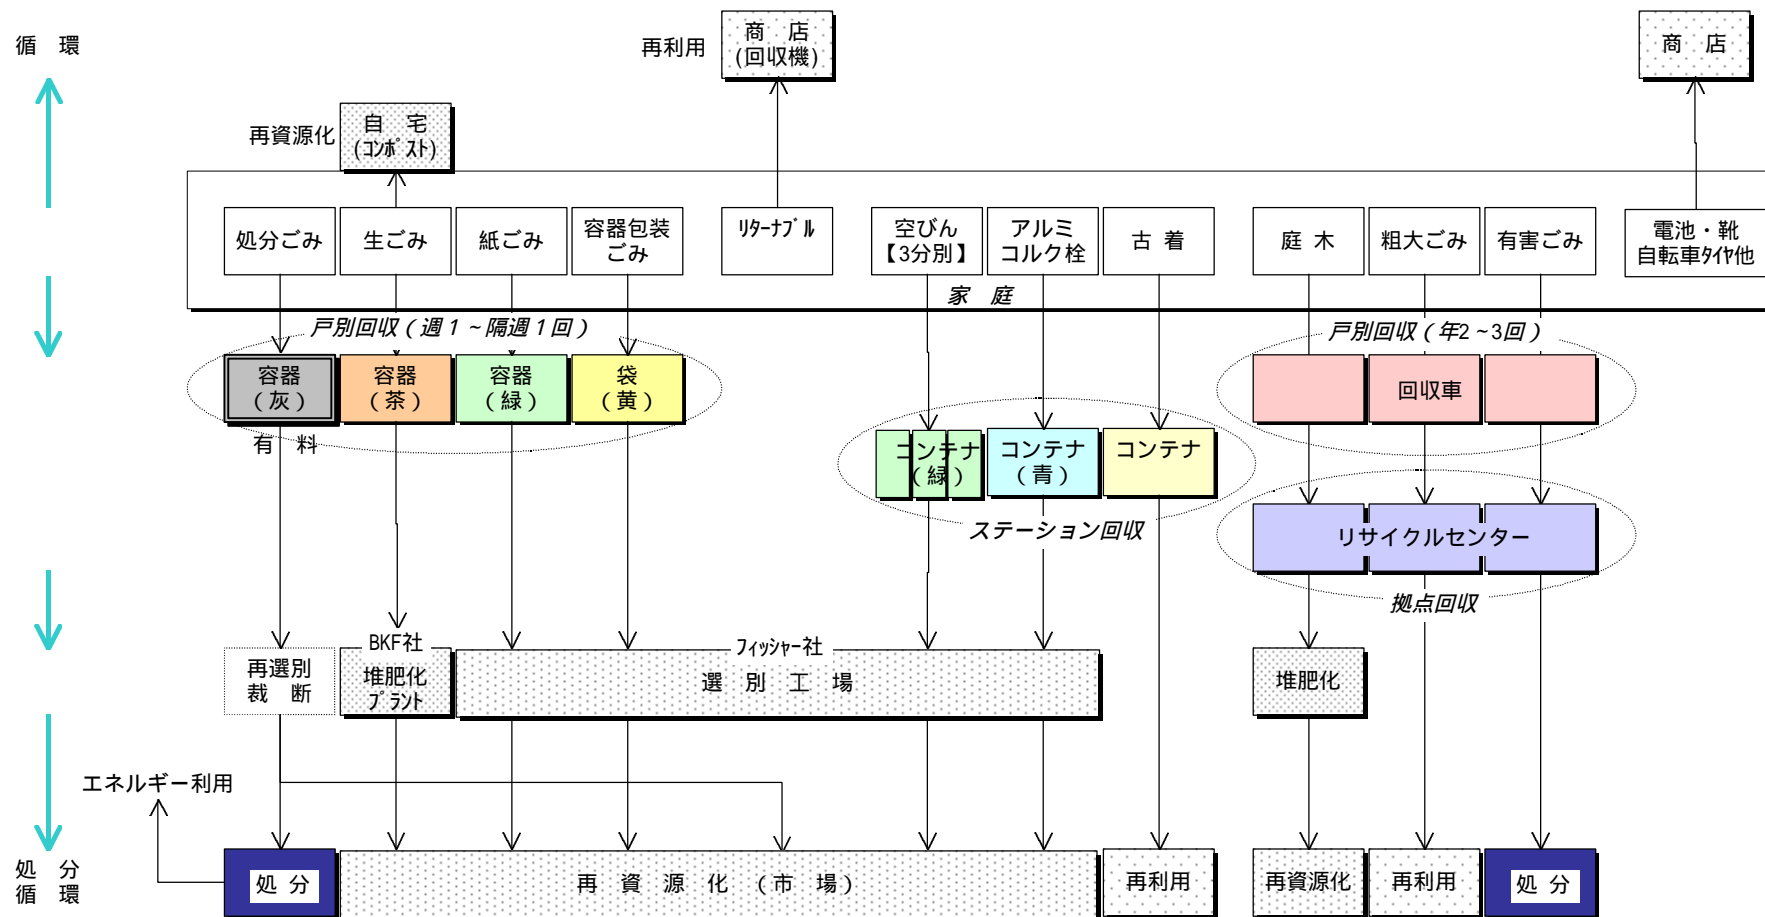 循 環
再利用
商 店
(回収機)
商 店
再資源化
自 宅
(ｺﾝﾎﾟｽﾄ)
処分ごみ
生ごみ
紙ごみ
容器包装
ごみ
ﾘﾀｰﾅﾌﾞﾙ
空びん
【3分別】
アルミ
コルク栓
古 着
庭 木
粗大ごみ
有害ごみ
電池・靴
自転車ﾀｲﾔ他
家 庭
戸別回収（週１~隔週１回）
戸別回収（年2~3回）
容器
（灰）
容器
（茶）
容器
（緑）
袋
（黄）
回収車
有 料
コンテナ
（緑）
コンテナ
（青）
コンテナ
ステーション回収
リサイクルセンター
拠点回収
再選別
裁 断
BKF社
堆肥化
ﾌﾟﾗﾝﾄ
ﾌｨｯｼｬｰ社
選 別 工 場
堆肥化
エネルギー利用
処 分
循 環
処 分
再 資 源 化 （市 場）
再利用
再資源化
再利用
処 分